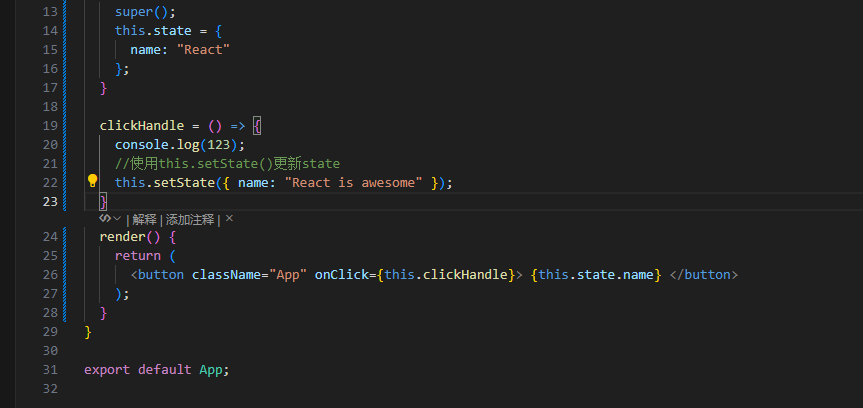 13 super();
14 this.state = {
15 name: "React"
16 };
17 }
18
19 clickHandle = () => {
20 console.log(123);
21 //使用this.setState()更新state
22 this.setState({ name: "React is awesome" });
23 }
| 解释 | 添加注释 | ×
24 render() {
25 return (
26 <button className="App" onClick={this.clickHandle}> {this.state.name} </button>
27 );
28 }
29 }
30
31 export default App;
32